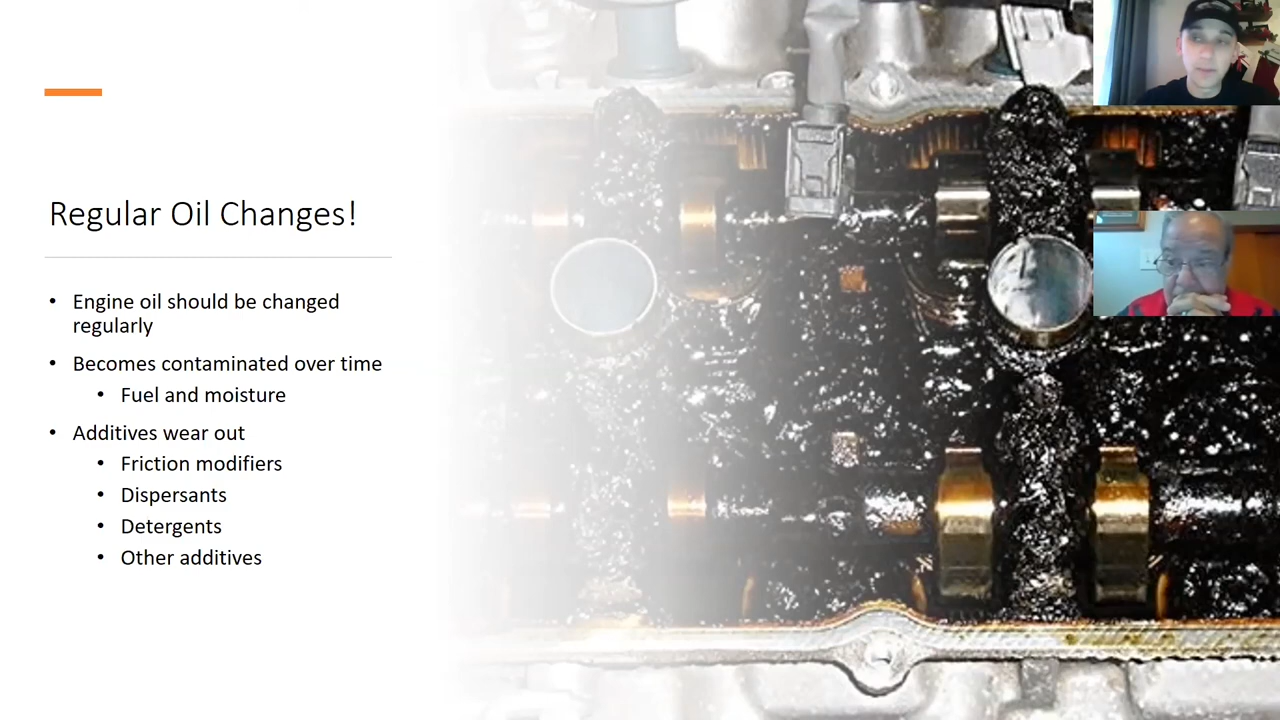 Regular Oil Changes!
• Engine oil should be changed
regularly
• Becomes contaminated over time
• Fuel and moisture
• Additives wear out
• Friction modifiers
• Dispersants
• Detergents
• Other additives